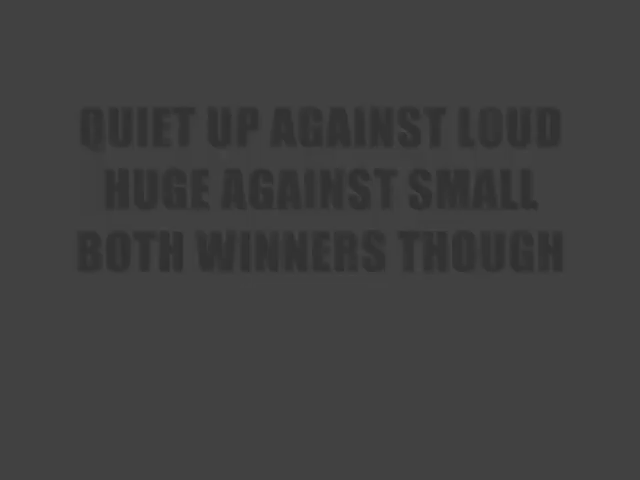 QUIET UP AGAINST LOUD
HUGE AGAINST SMALL
BOTH WINNERS THOUGH